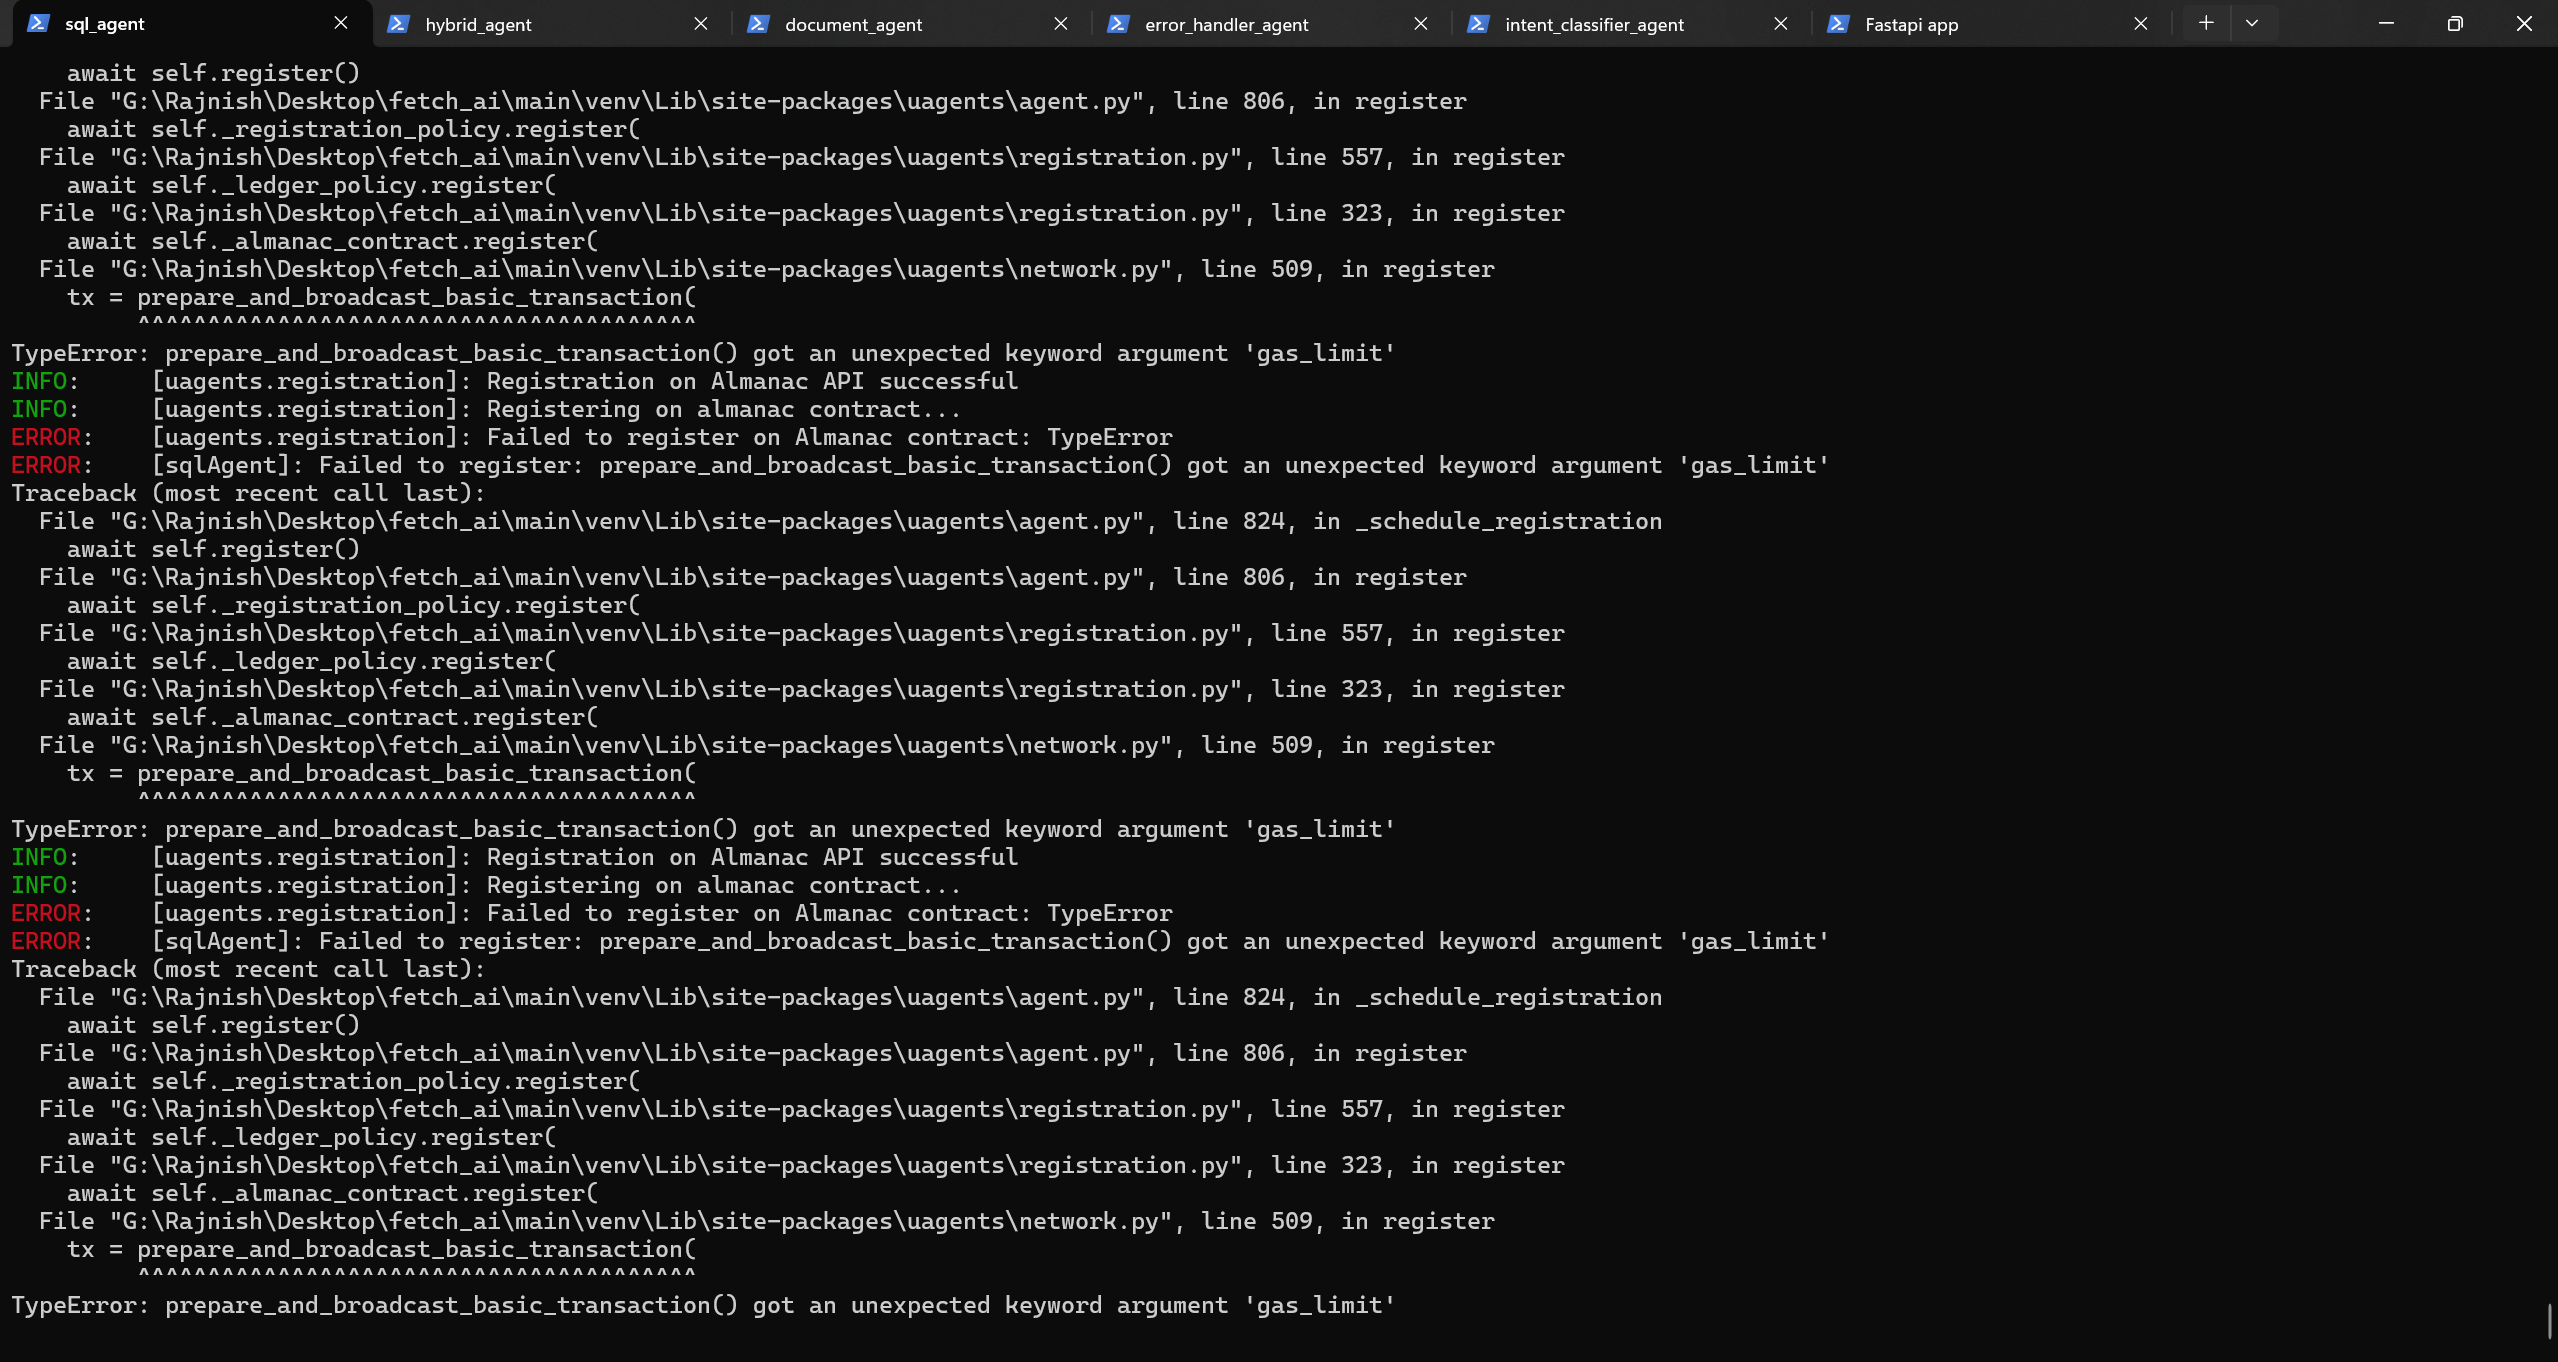 sql_agent hybrid_agent document_agent error_handler_agent intent_classifier_agent Fastapi app
    await self.register()
  File "G:\Rajnish\Desktop\fetch_ai\main\venv\Lib\site-packages\uagents\agent.py", line 806, in register
    await self._registration_policy.register(
  File "G:\Rajnish\Desktop\fetch_ai\main\venv\Lib\site-packages\uagents\registration.py", line 557, in register
    await self._ledger_policy.register(
  File "G:\Rajnish\Desktop\fetch_ai\main\venv\Lib\site-packages\uagents\registration.py", line 323, in register
    await self._almanac_contract.register(
  File "G:\Rajnish\Desktop\fetch_ai\main\venv\Lib\site-packages\uagents\network.py", line 509, in register
    tx = prepare_and_broadcast_basic_transaction(
         ^^^^^^^^^^^^^^^^^^^^^^^^^^^^^^^^^^^^^^^^
TypeError: prepare_and_broadcast_basic_transaction() got an unexpected keyword argument 'gas_limit'
INFO:     [uagents.registration]: Registration on Almanac API successful
INFO:     [uagents.registration]: Registering on almanac contract...
ERROR:    [uagents.registration]: Failed to register on Almanac contract: TypeError
ERROR:    [sqlAgent]: Failed to register: prepare_and_broadcast_basic_transaction() got an unexpected keyword argument 'gas_limit'
Traceback (most recent call last):
  File "G:\Rajnish\Desktop\fetch_ai\main\venv\Lib\site-packages\uagents\agent.py", line 824, in _schedule_registration
    await self.register()
  File "G:\Rajnish\Desktop\fetch_ai\main\venv\Lib\site-packages\uagents\agent.py", line 806, in register
    await self._registration_policy.register(
  File "G:\Rajnish\Desktop\fetch_ai\main\venv\Lib\site-packages\uagents\registration.py", line 557, in register
    await self._ledger_policy.register(
  File "G:\Rajnish\Desktop\fetch_ai\main\venv\Lib\site-packages\uagents\registration.py", line 323, in register
    await self._almanac_contract.register(
  File "G:\Rajnish\Desktop\fetch_ai\main\venv\Lib\site-packages\uagents\network.py", line 509, in register
    tx = prepare_and_broadcast_basic_transaction(
         ^^^^^^^^^^^^^^^^^^^^^^^^^^^^^^^^^^^^^^^^
TypeError: prepare_and_broadcast_basic_transaction() got an unexpected keyword argument 'gas_limit'
INFO:     [uagents.registration]: Registration on Almanac API successful
INFO:     [uagents.registration]: Registering on almanac contract...
ERROR:    [uagents.registration]: Failed to register on Almanac contract: TypeError
ERROR:    [sqlAgent]: Failed to register: prepare_and_broadcast_basic_transaction() got an unexpected keyword argument 'gas_limit'
Traceback (most recent call last):
  File "G:\Rajnish\Desktop\fetch_ai\main\venv\Lib\site-packages\uagents\agent.py", line 824, in _schedule_registration
    await self.register()
  File "G:\Rajnish\Desktop\fetch_ai\main\venv\Lib\site-packages\uagents\agent.py", line 806, in register
    await self._registration_policy.register(
  File "G:\Rajnish\Desktop\fetch_ai\main\venv\Lib\site-packages\uagents\registration.py", line 557, in register
    await self._ledger_policy.register(
  File "G:\Rajnish\Desktop\fetch_ai\main\venv\Lib\site-packages\uagents\registration.py", line 323, in register
    await self._almanac_contract.register(
  File "G:\Rajnish\Desktop\fetch_ai\main\venv\Lib\site-packages\uagents\network.py", line 509, in register
    tx = prepare_and_broadcast_basic_transaction(
         ^^^^^^^^^^^^^^^^^^^^^^^^^^^^^^^^^^^^^^^^
TypeError: prepare_and_broadcast_basic_transaction() got an unexpected keyword argument 'gas_limit'